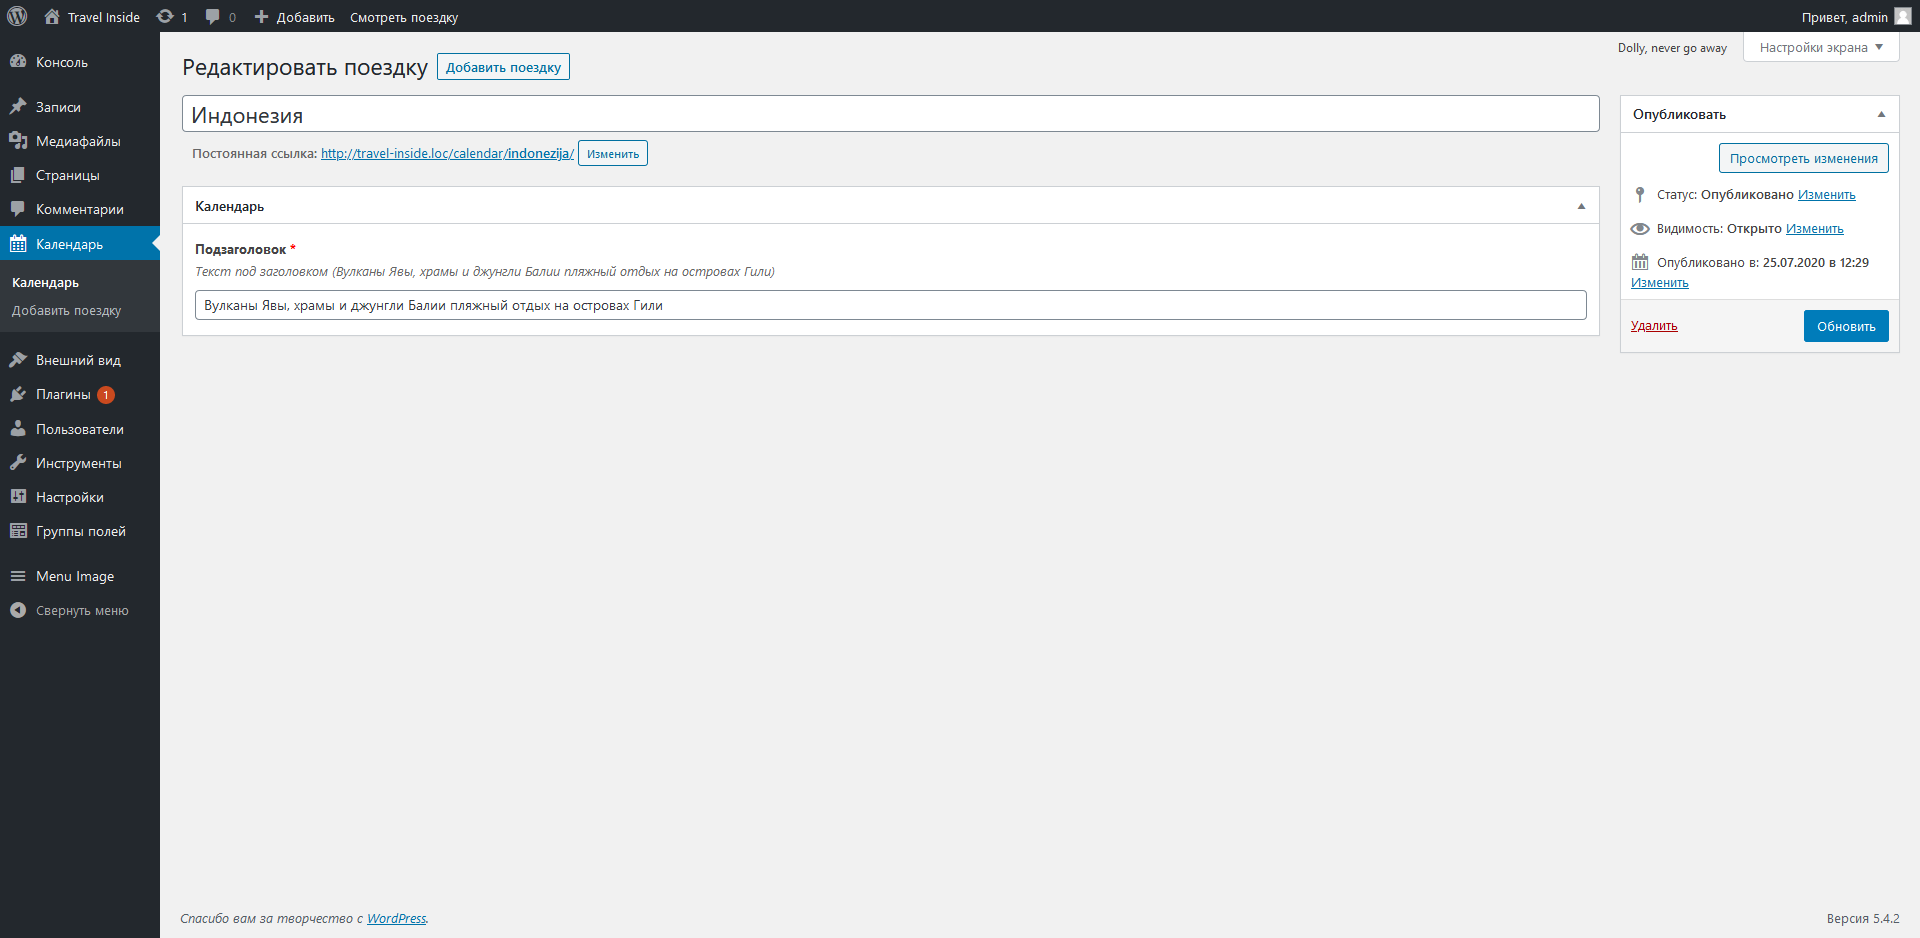 Travel Inside 1 0 Добавить Смотреть поездку Привет, admin
Dolly, never go away Настройки экрана
Консоль
Записи
Медиафайлы
Страницы
Комментарии
Календарь
Календарь
Добавить поездку
Внешний вид
Плагины 1
Пользователи
Инструменты
Настройки
Группы полей
Menu Image
Свернуть меню
Редактировать поездку Добавить поездку
Индонезия
Постоянная ссылка: http://travel-inside.loc/calendar/indonezija/ Изменить
Календарь
Подзаголовок *
Текст под заголовком (Вулканы Явы, храмы и джунгли Балии пляжный отдых на островах Гили)
Вулканы Явы, храмы и джунгли Балии пляжный отдых на островах Гили
Опубликовать
Просмотреть изменения
Статус: Опубликовано Изменить
Видимость: Открыто Изменить
Опубликовано в: 25.07.2020 в 12:29
Изменить
Удалить Обновить
Спасибо вам за творчество с WordPress. Версия 5.4.2